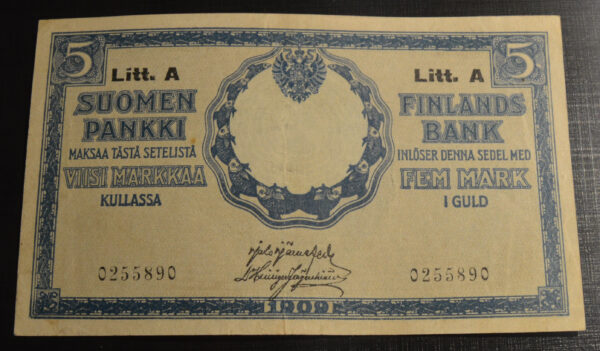 5 5
Litt. A Litt. A
SUOMEN PANKKI
MAKSAA TÄSTÄ SETELISTÄ
VIISI MARKKAA
KULLASSA
FINLANDS BANK
INLÖSER DENNA SEDEL MED
FEM MARK
I GULD
0255890 0255890
1909